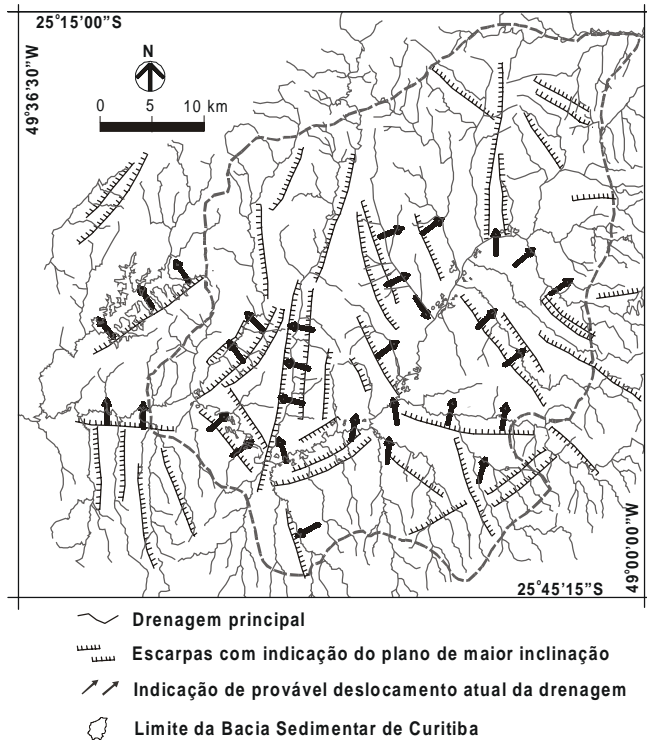 25°15'00"S
49°36'30"W
N
0 5 10 km
49°00'00"W
25°45'15"S
Drenagem principal
Escarpas com indicação do plano de maior inclinação
Indicação de provável deslocamento atual da drenagem
Limite da Bacia Sedimentar de Curitiba